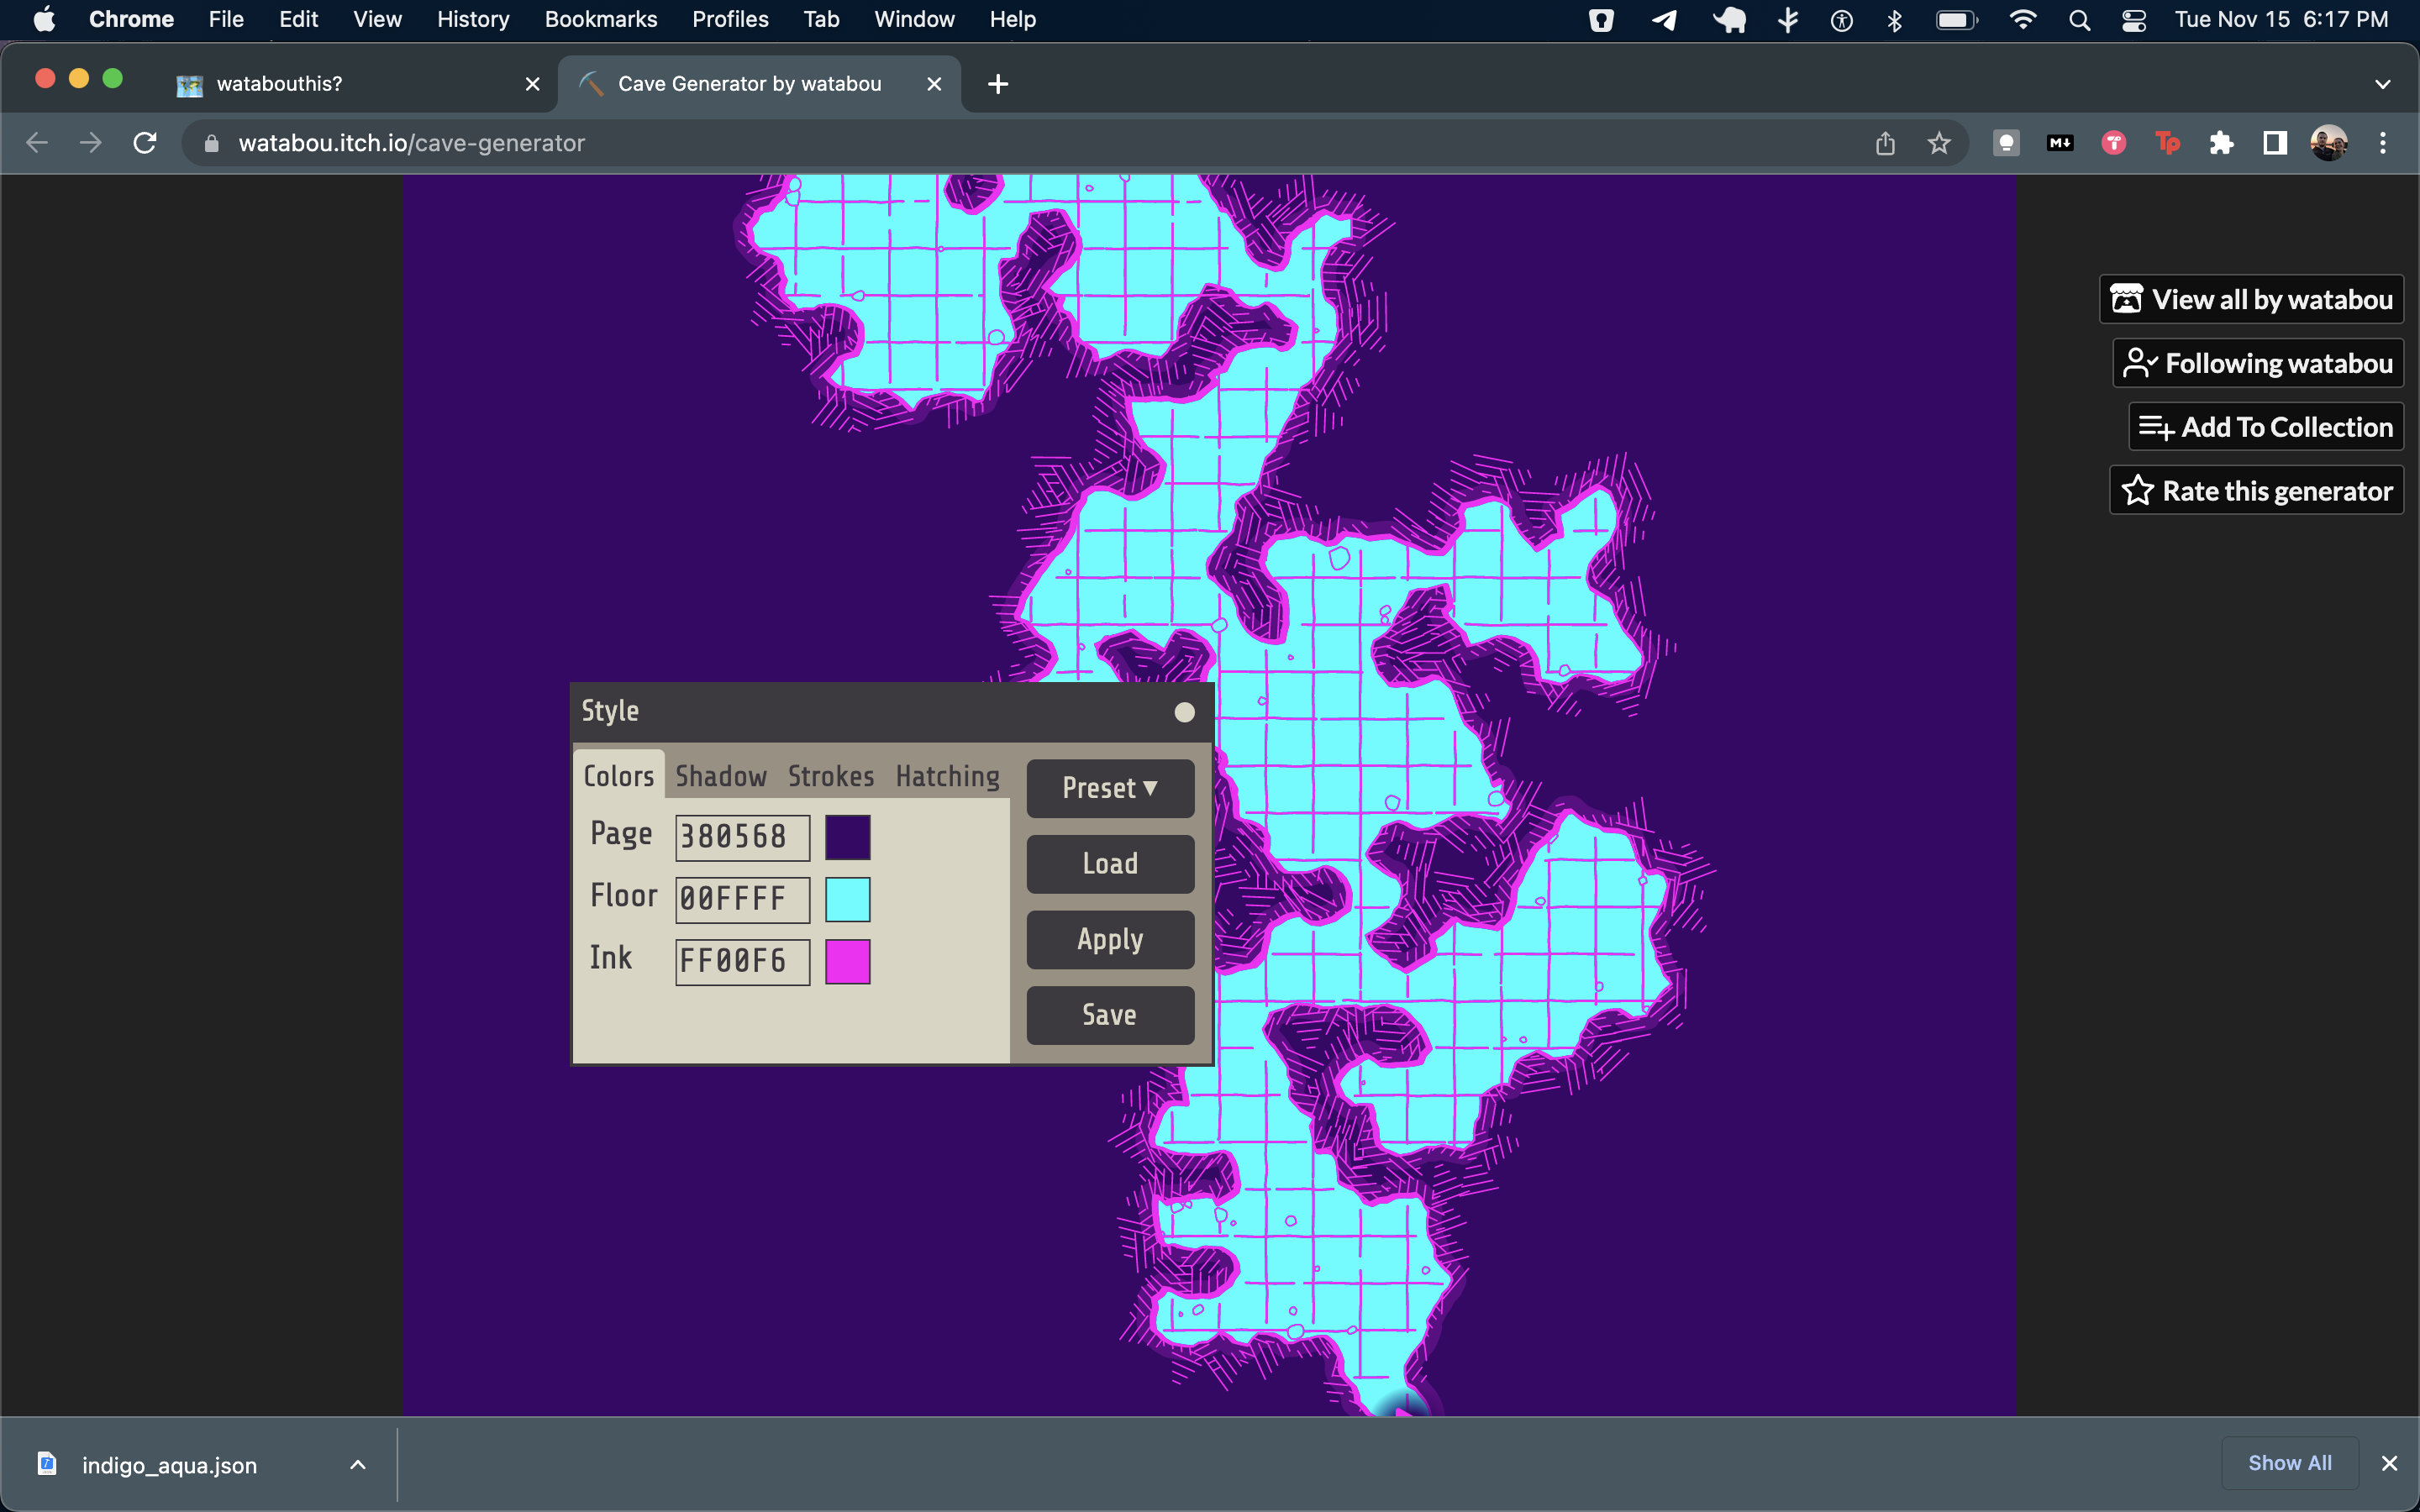 Chrome File Edit View History Bookmarks Profiles Tab Window Help Tue Nov 15 6:17 PM
watabouthis? Cave Generator by watabou
watabou.itch.io/cave-generator M↓ Tp
View all by watabou
Following watabou
Add To Collection
Rate this generator
Style
Colors Shadow Strokes Hatching
Preset ▼
Page 380568
Load
Floor 00FFFF
Apply
Ink FF00F6
Save
indigo_aqua.json Show All